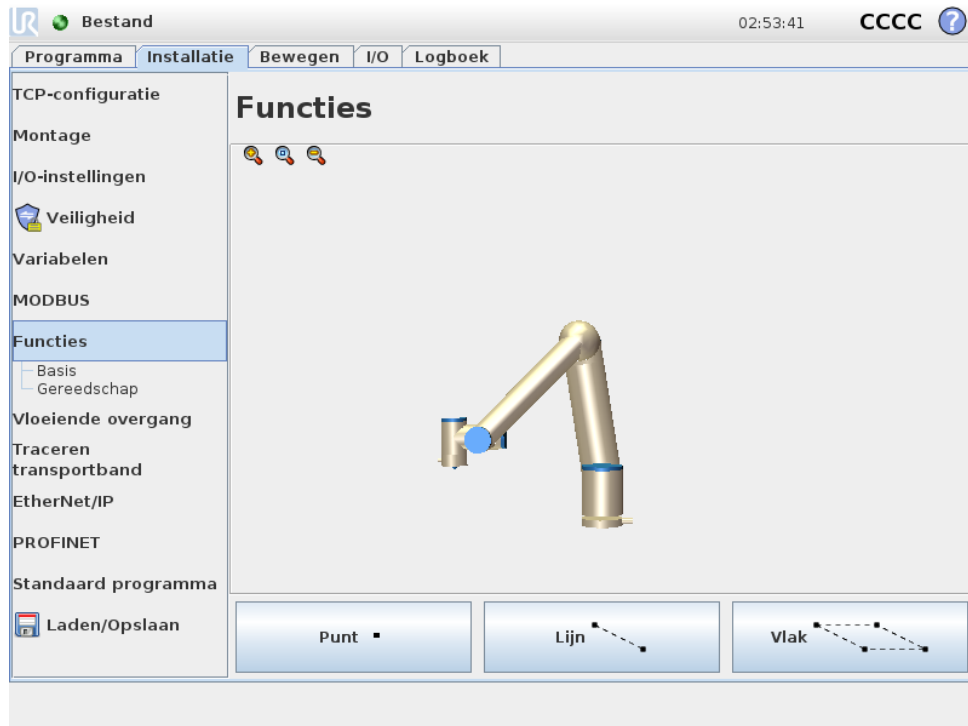 UR Bestand 02:53:41 CCCC ?
Programma Installatie Bewegen I/O Logboek
TCP-configuratie
Montage
I/O-instellingen
Veiligheid
Variabelen
MODBUS
Functies
Basis
Gereedschap
Vloeiende overgang
Traceren
transportband
EtherNet/IP
PROFINET
Standaard programma
Laden/Opslaan
Functies
Punt
Lijn
Vlak